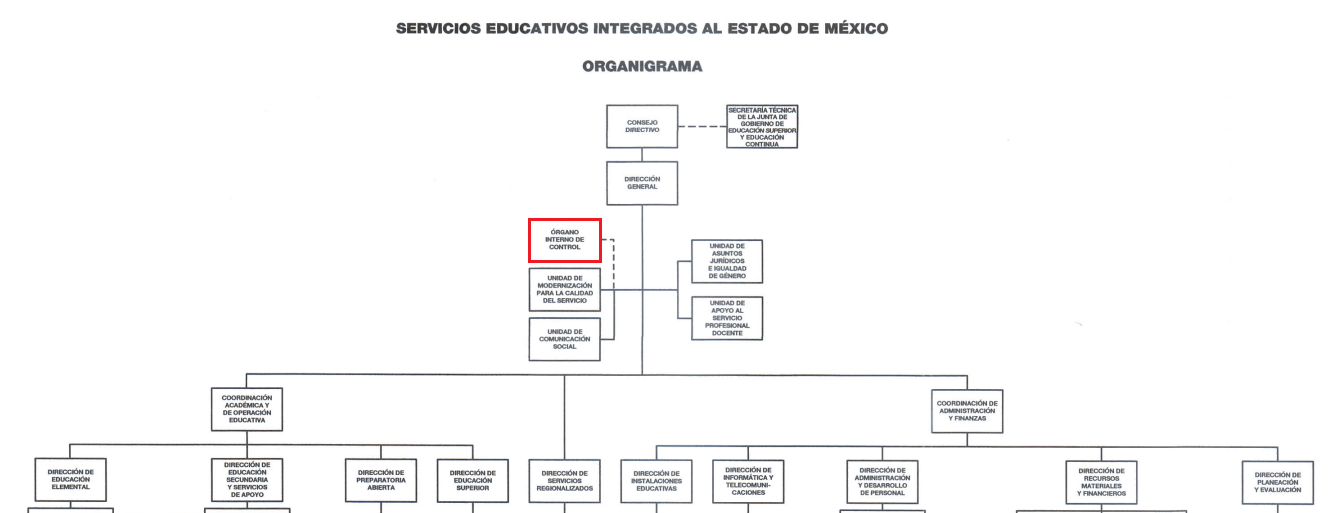 SERVICIOS EDUCATIVOS INTEGRADOS AL ESTADO DE MÉXICO
ORGANIGRAMA
CONSEJO
DIRECTIVO
SECRETARÍA TÉCNICA
DE LA JUNTA DE
GOBIERNO DE
EDUCACIÓN SUPERIOR
Y EDUCACIÓN
CONTINUA
DIRECCIÓN
GENERAL
ÓRGANO
INTERNO DE
CONTROL
UNIDAD DE
ASUNTOS
JURÍDICOS
E IGUALDAD
DE GÉNERO
UNIDAD DE
MODERNIZACIÓN
PARA LA CALIDAD
DEL SERVICIO
UNIDAD DE
APOYO AL
SERVICIO
PROFESIONAL
DOCENTE
UNIDAD DE
COMUNICACIÓN
SOCIAL
COORDINACIÓN
ACADÉMICA Y
DE OPERACIÓN
EDUCATIVA
COORDINACIÓN DE
ADMINISTRACIÓN
Y FINANZAS
DIRECCIÓN DE
EDUCACIÓN
ELEMENTAL
DIRECCIÓN DE
EDUCACIÓN
SECUNDARIA
Y SERVICIOS
DE APOYO
DIRECCIÓN DE
PREPARATORIA
ABIERTA
DIRECCIÓN DE
EDUCACIÓN
SUPERIOR
DIRECCIÓN DE
SERVICIOS
REGIONALIZADOS
DIRECCIÓN DE
INSTALACIONES
EDUCATIVAS
DIRECCIÓN DE
INFORMÁTICA Y
TELECOMUNI-
CACIONES
DIRECCIÓN DE
ADMINISTRACIÓN
Y DESARROLLO
DE PERSONAL
DIRECCIÓN DE
RECURSOS
MATERIALES
Y FINANCIEROS
DIRECCIÓN DE
PLANEACIÓN
Y EVALUACIÓN